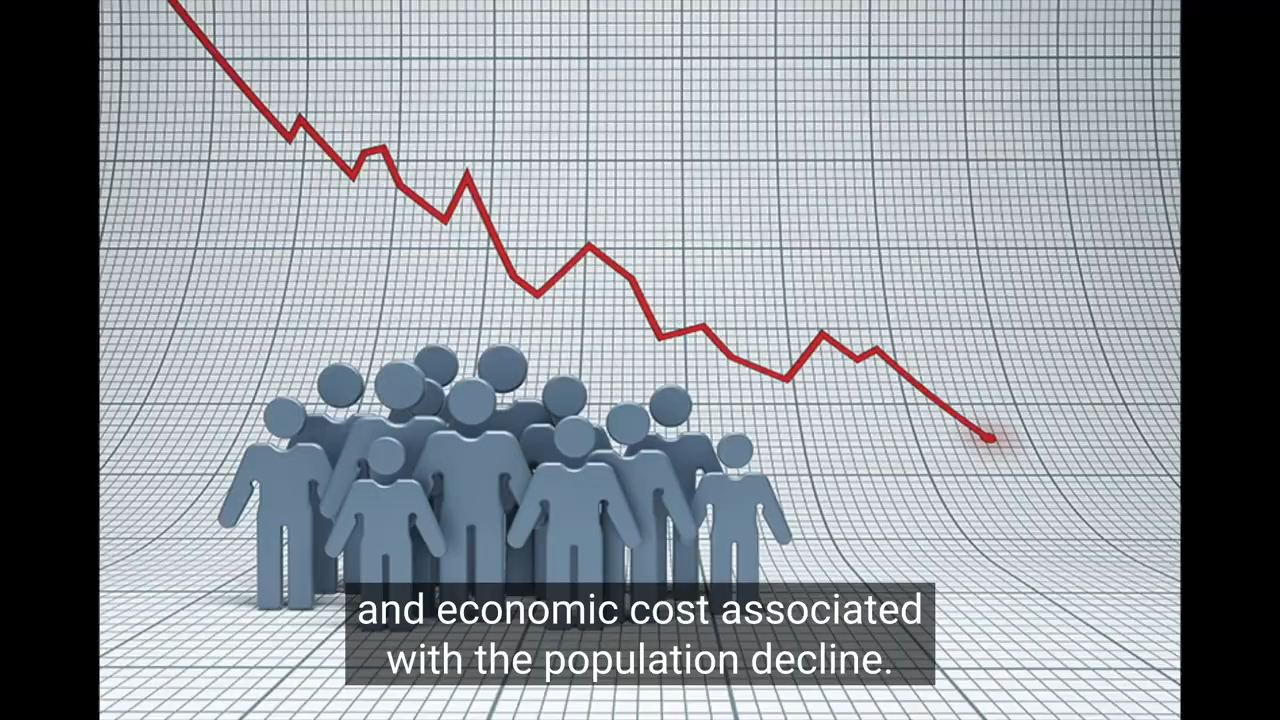 and economic cost associated
with the population decline.